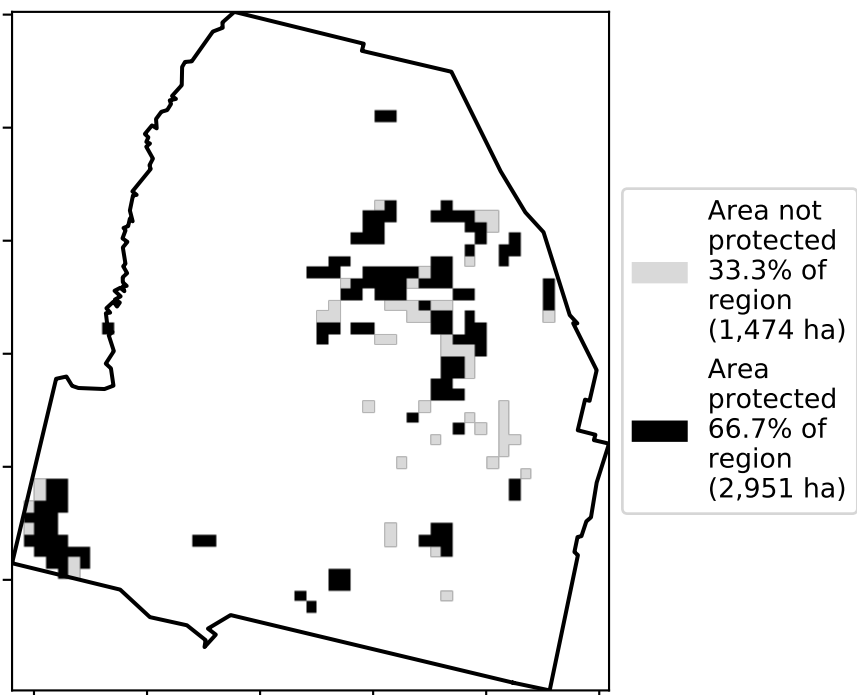 Area not
protected
33.3% of
region
(1,474 ha)
Area
protected
66.7% of
region
(2,951 ha)